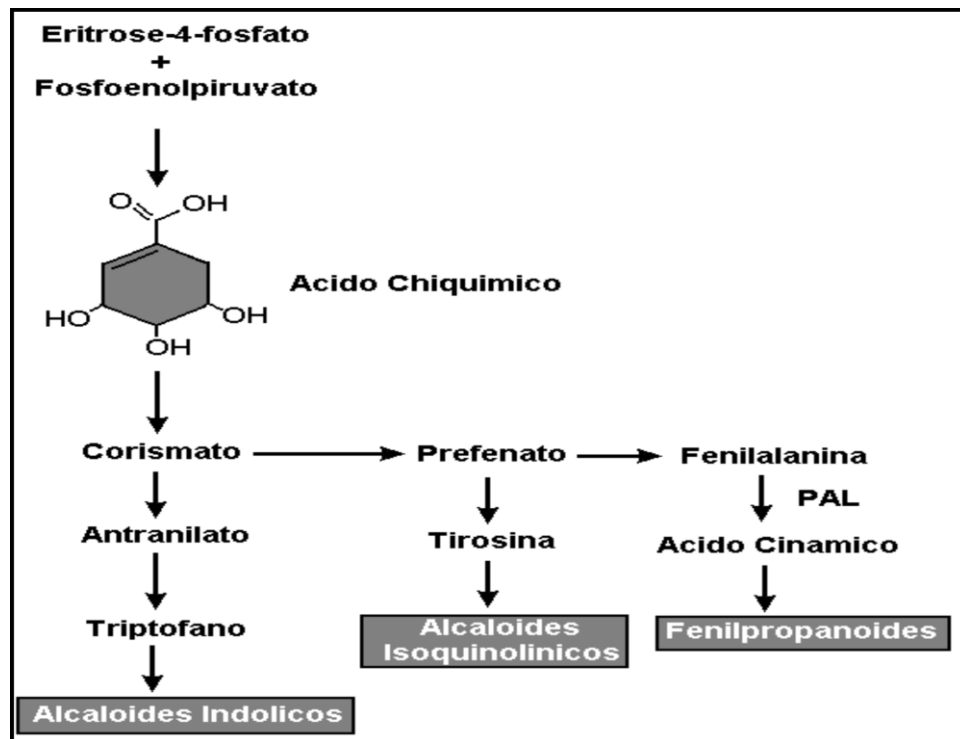 Eritrose-4-fosfato
+
Fosfoenolpiruvato
O
OH
Acido Chiquimico
HO
OH
OH
Corismato
Prefenato
Fenilalanina
PAL
Antranilato
Tirosina
Acido Cinamico
Triptofano
Alcaloides
Isoquinolinicos
Fenilpropanoides
Alcaloides Indolicos